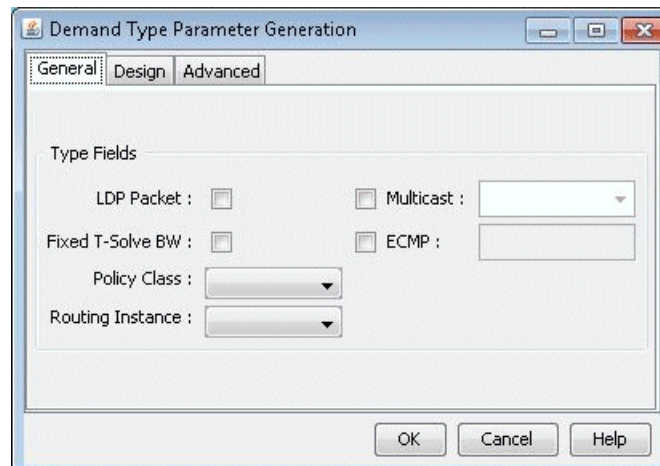 Demand Type Parameter Generation
General Design Advanced
Type Fields
LDP Packet : Multicast :
Fixed T-Solve BW : ECMP :
Policy Class :
Routing Instance :
OK Cancel Help